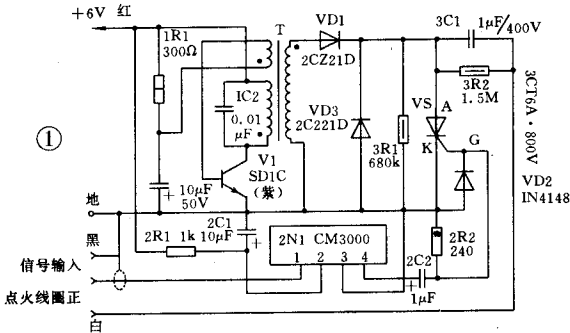 +6V 红
1R1
300Ω
T
VD1
2CZ21D
3C1
1μF/400V
IC2
0.01
μF
VD3
2C221D
3R2
1.5M
VS
A
3R1
680k
K
G
3CT6A·800V
①
V1
SD1C
(紫)
10μF
50V
VD2
IN4148
地
黑
2C1
10μF
2R1 1k
2N1 CM3000
1 2 3 4
2R2
240
2C2
1μF
信号输入
点火线圈正
白